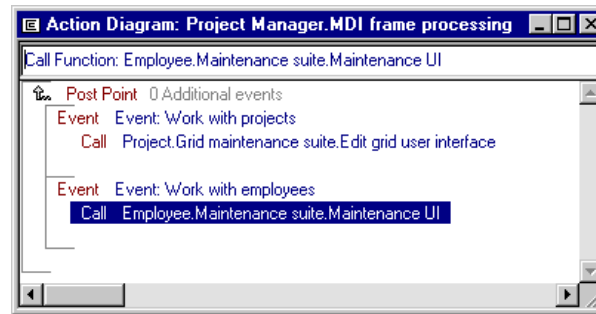 Action Diagram: Project Manager.MDI frame processing
Call Function: Employee.Maintenance suite.Maintenance UI
Post Point 0 Additional events
Event Event: Work with projects
Call Project.Grid maintenance suite.Edit grid user interface
Event Event: Work with employees
Call Employee.Maintenance suite.Maintenance UI